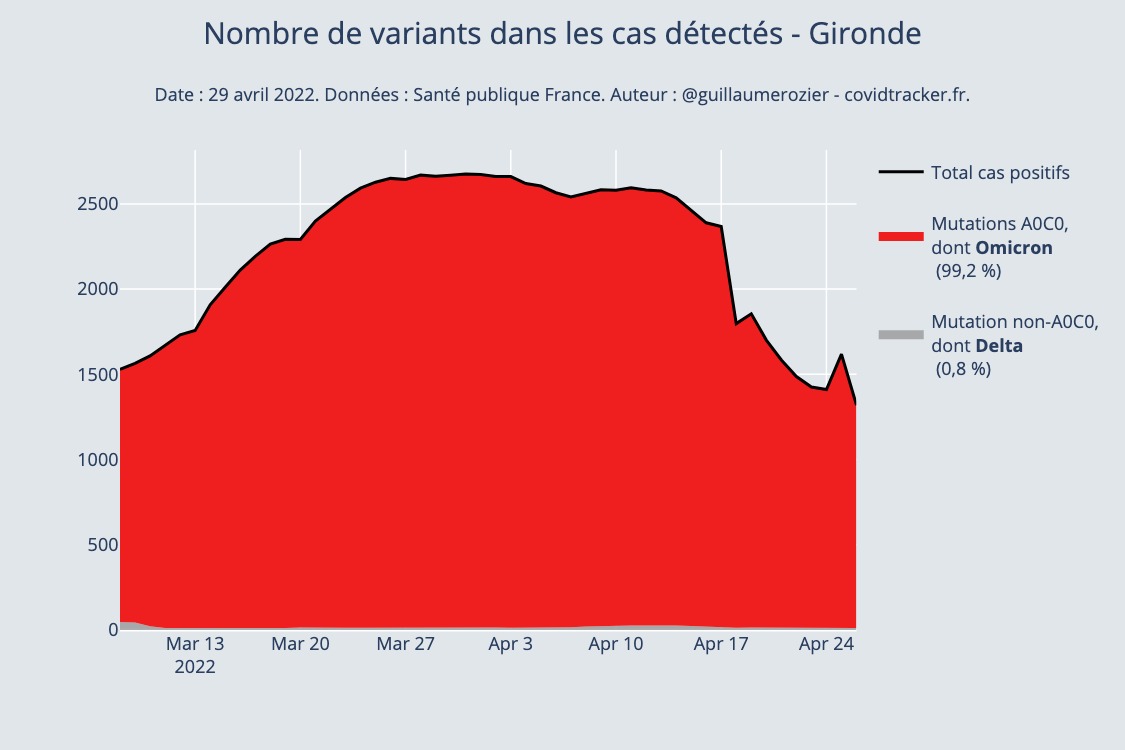 Nombre de variants dans les cas détectés - Gironde
Date : 29 avril 2022. Données : Santé publique France. Auteur : @guillaumerozier - covidtracker.fr.
Total cas positifs
Mutations A0C0,
dont Omicron
(99,2 %)
Mutation non-A0C0,
dont Delta
(0,8 %)
2500
2000
1500
1000
500
0
Mar 13
2022
Mar 20
Mar 27
Apr 3
Apr 10
Apr 17
Apr 24